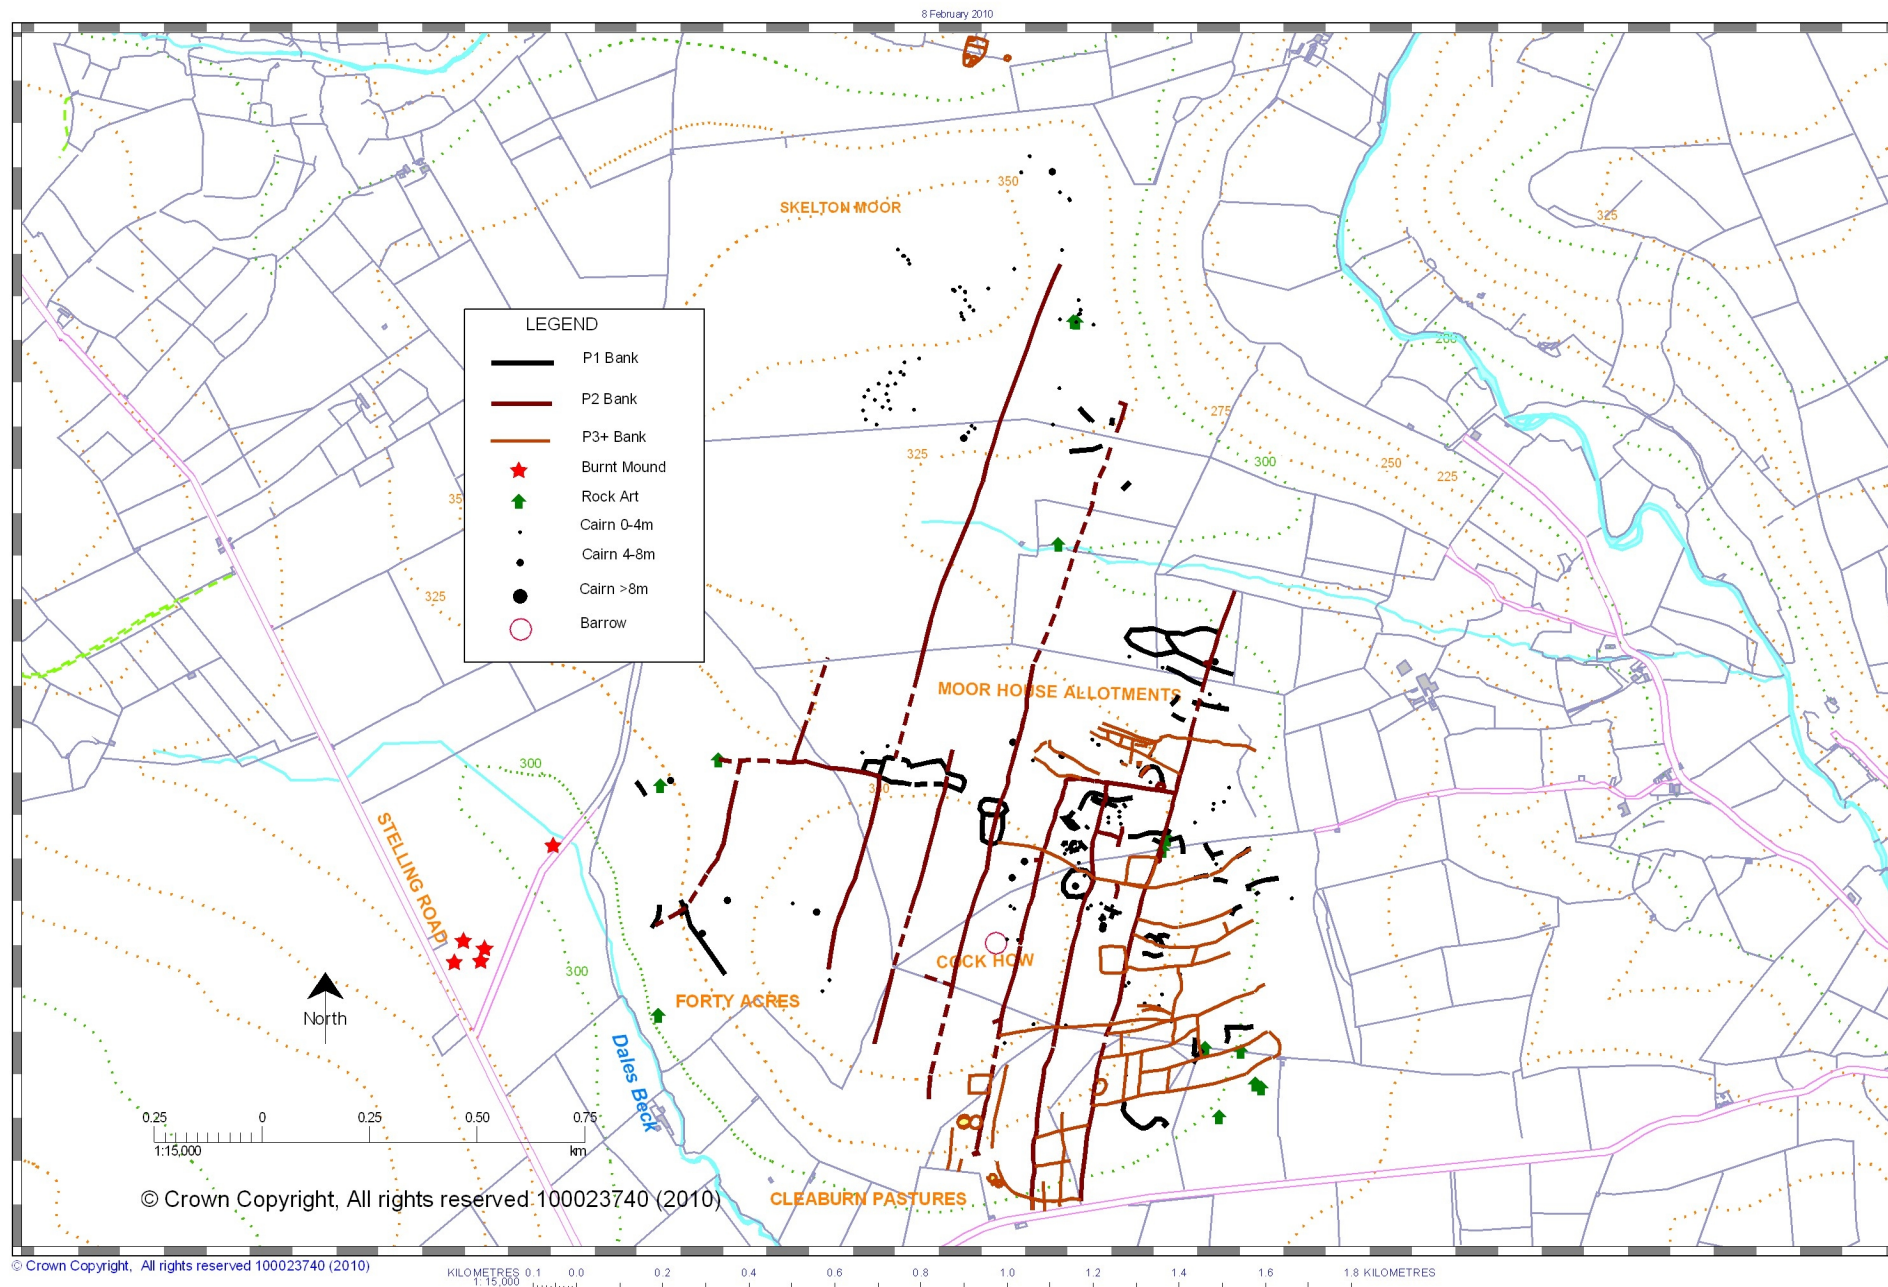 8 February 2010
350
SKELTON MOOR
325
200
LEGEND
P1 Bank
P2 Bank
P3+ Bank
Burnt Mound
Rock Art
Cairn 0-4m
Cairn 4-8m
Cairn >8m
Barrow
275
325
300
250
225
35
325
MOOR HOUSE ALLOTMENTS
300
STELLING ROAD
COCK HOW
300
FORTY ACRES
North
Dales Beck
0.25 0 0.25 0.50 0.75
1:15,000 km
© Crown Copyright, All rights reserved 100023740 (2010)
CLEABURN PASTURES
© Crown Copyright, All rights reserved 100023740 (2010)
KILOMETRES 0.1 0.0 0.2 0.4 0.6 0.8 1.0 1.2 1.4 1.6 1.8 KILOMETRES
1:15,000